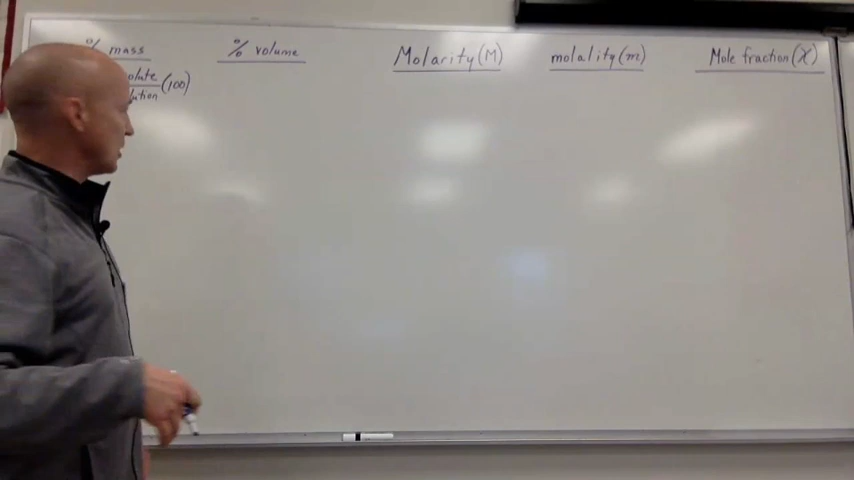 % mass
% volume
Molarity (M)
molality (m)
Mole fraction (X)
(100)